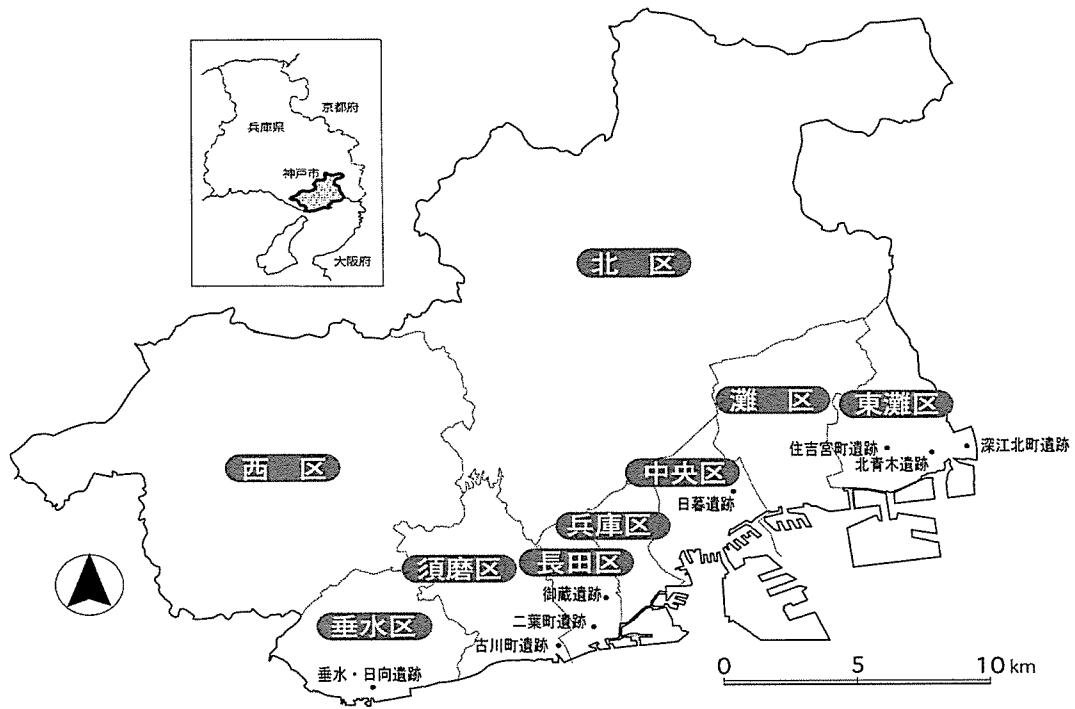 京都府
兵庫県
神戸市
大阪府
北　区
灘　区
東灘区
住吉宮町遺跡
深江北町遺跡
北青木遺跡
西　区
中央区
日暮遺跡
兵庫区
須磨区
長田区
御蔵遺跡
二葉町遺跡
垂水区
古川町遺跡
垂水・日向遺跡
0 5 10 km